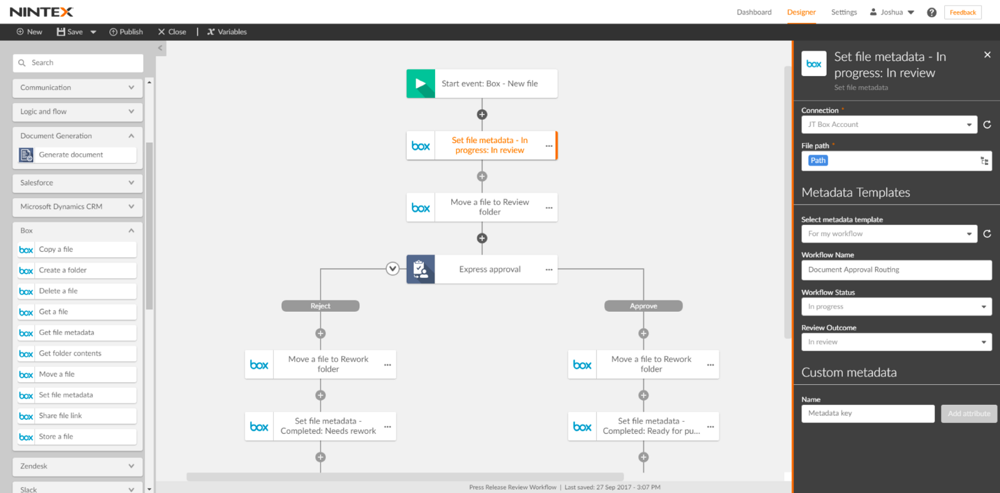 NINTEX
Dashboard
Designer
Settings
Joshua
?
Feedback
New
Save
Publish
Close
Variables
Search
Communication
Logic and flow
Document Generation
Generate document
Salesforce
Microsoft Dynamics CRM
Box
box Copy a file
box Create a folder
box Delete a file
box Get a file
box Get file metadata
box Get folder contents
box Move a file
box Set file metadata
box Share file link
box Store a file
Zendesk
Slack
Start event: Box - New file
box
Set file metadata - In
progress: In review
box
Move a file to Review
folder
Express approval
Reject
Approve
box
Move a file to Rework
folder
box
Move a file to Rework
folder
box
Set file metadata -
Completed: Needs rework
box
Set file metadata -
Completed: Ready for pu...
Press Release Review Workflow | Last saved: 27 Sep 2017 - 3:07 PM
box
Set file metadata - In
progress: In review
Set file metadata
Connection *
JT Box Account
File path *
Path
Metadata Templates
Select metadata template
For my workflow
Workflow Name
Document Approval Routing
Workflow Status
In progress
Review Outcome
In review
Custom metadata
Name
Metadata key
Add attribute